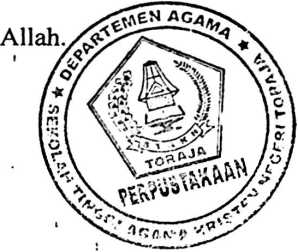 Allah.
DEPARTEMEN AGAMA
TORAJA
PERPUSTAKAAN
SEKOLAH TINGGI AGAMA KRISTEN NEGERI TORAJA